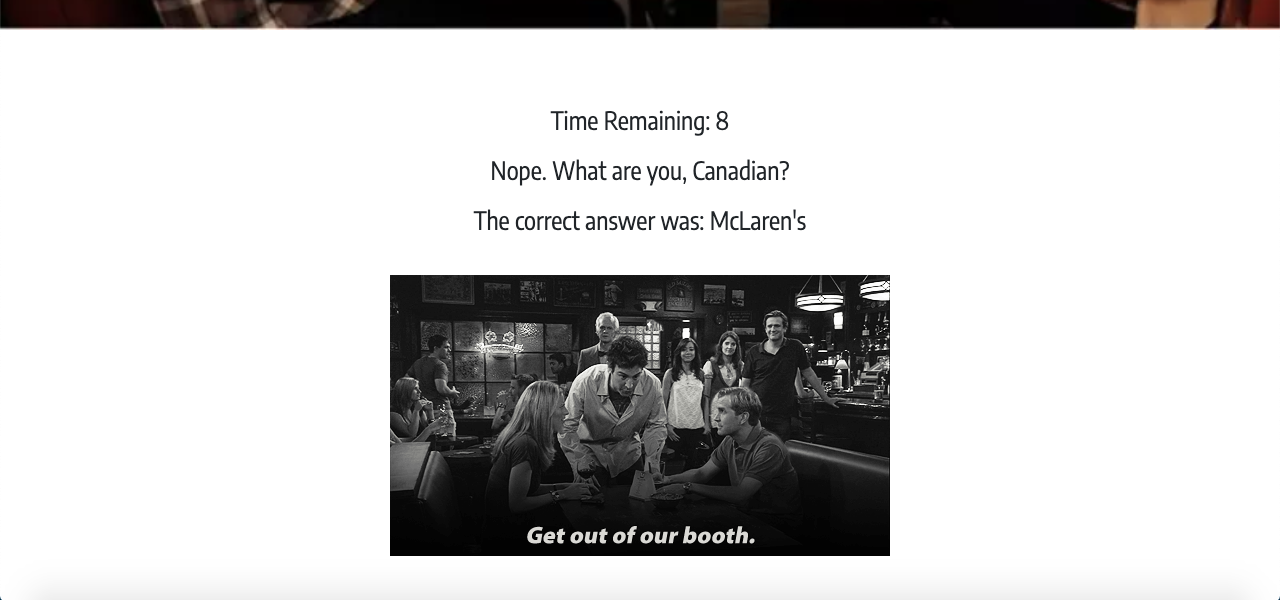 Time Remaining: 8
Nope. What are you, Canadian?
The correct answer was: McLaren's
Get out of our booth.